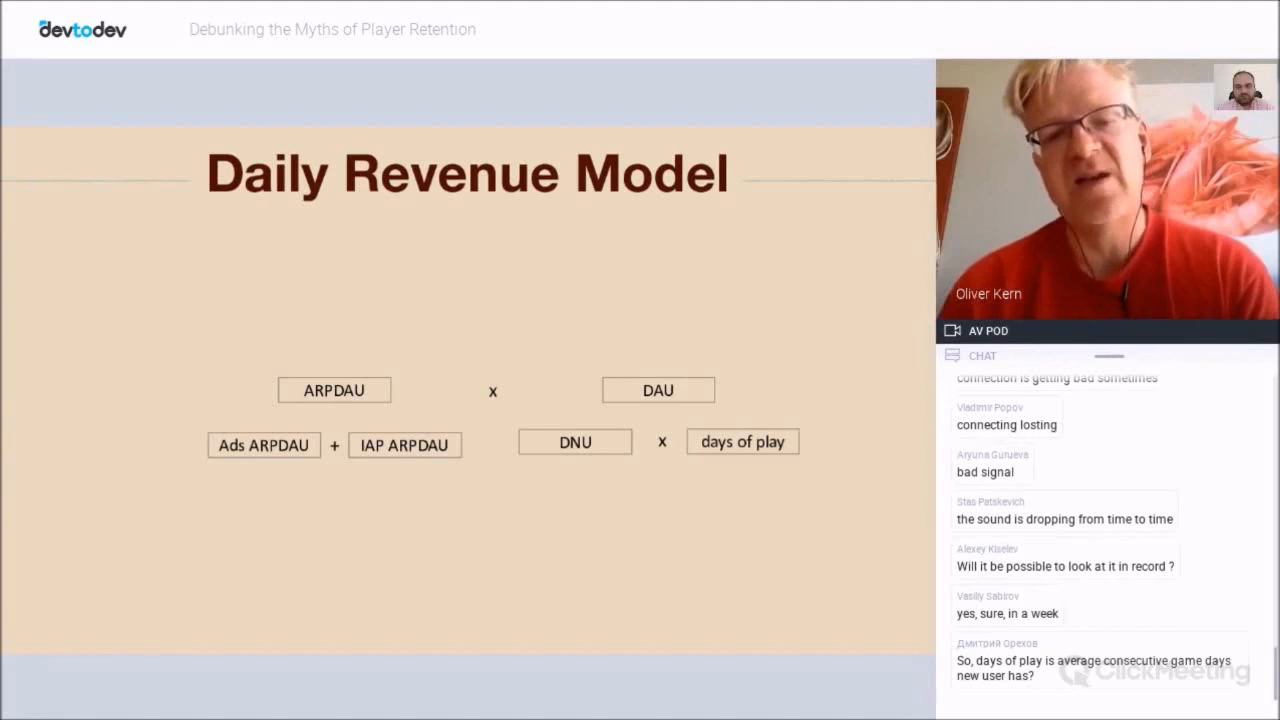 devtodev
Debunking the Myths of Player Retention
Daily Revenue Model
ARPDAU x DAU
Ads ARPDAU + IAP ARPDAU DNU x days of play
Oliver Kern
AV POD
CHAT
connection is getting bad sometimes
Vladimir Popov
connecting losting
Aryuna Gurueva
bad signal
Stas Patskevich
the sound is dropping from time to time
Alexey Kiselev
Will it be possible to look at it in record ?
Vasiliy Sabirov
yes, sure, in a week
Дмитрий Орехов
So, days of play is average consecutive game days
new user has?
ClickMeeting